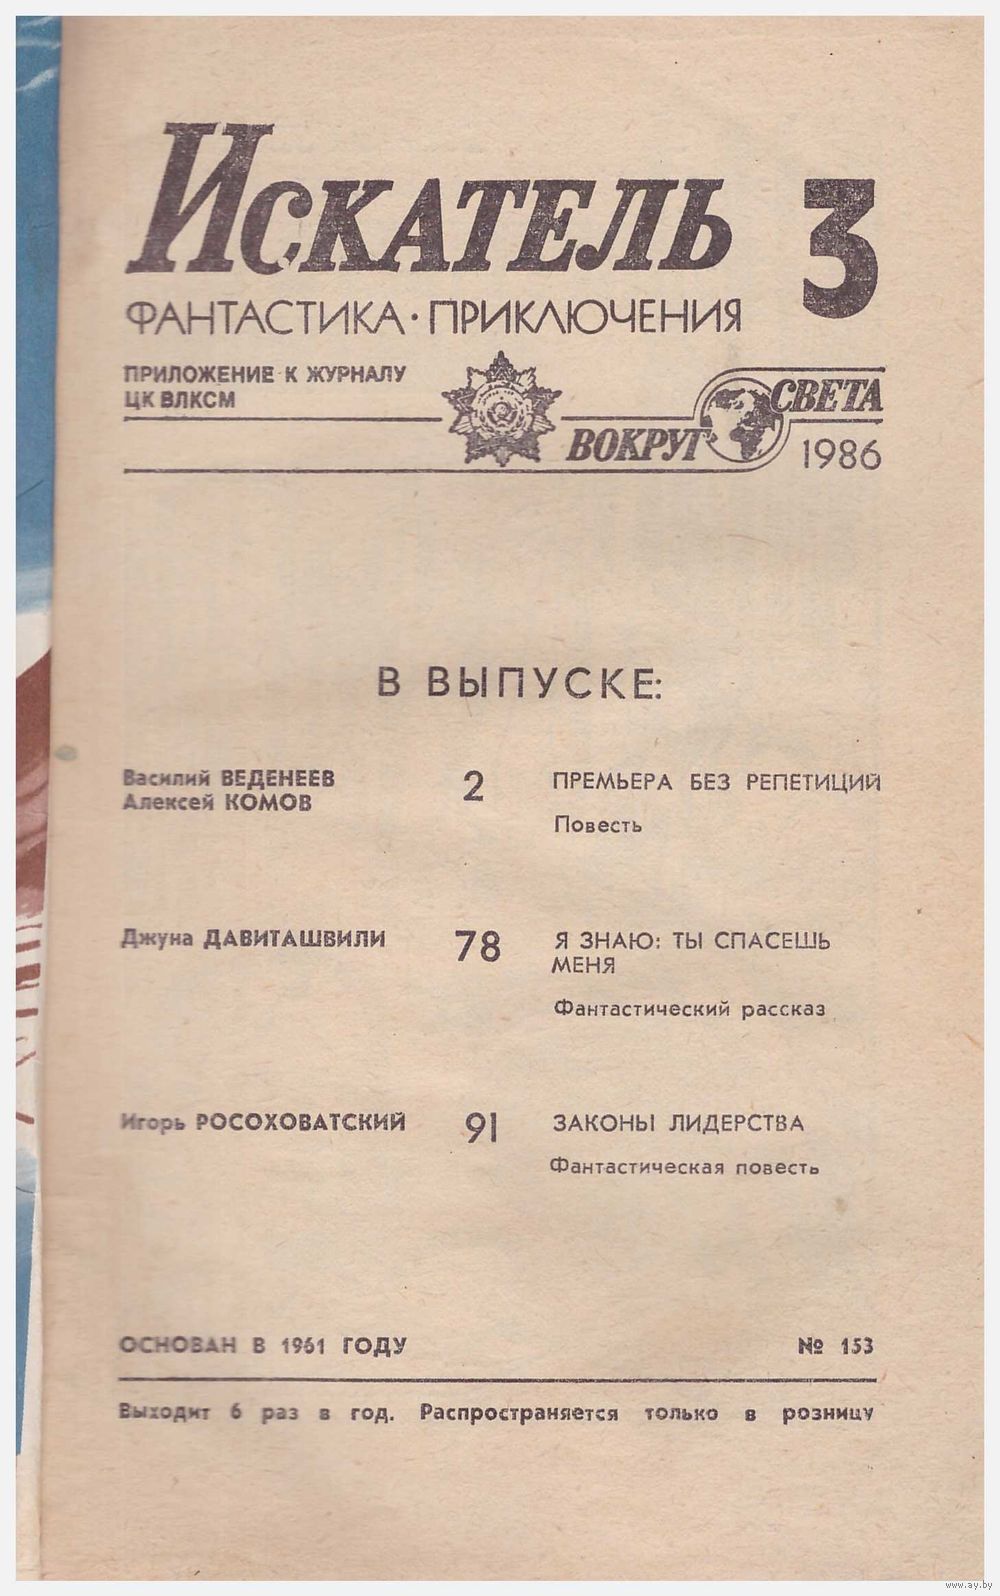 ИСКАТЕЛЬ 3
ФАНТАСТИКА · ПРИКЛЮЧЕНИЯ
ПРИЛОЖЕНИЕ К ЖУРНАЛУ
ЦК ВЛКСМ
ВОКРУГ СВЕТА
1986
В ВЫПУСКЕ:
Василий ВЕДЕНЕЕВ
Алексей КОМОВ
2
ПРЕМЬЕРА БЕЗ РЕПЕТИЦИЙ
Повесть
Джуна ДАВИТАШВИЛИ
78
Я ЗНАЮ: ТЫ СПАСЕШЬ
МЕНЯ
Фантастический рассказ
Игорь РОСОХОВАТСКИЙ
91
ЗАКОНЫ ЛИДЕРСТВА
Фантастическая повесть
ОСНОВАН В 1961 ГОДУ
№ 153
Выходит 6 раз в год. Распространяется только в розницу
www.ay.by